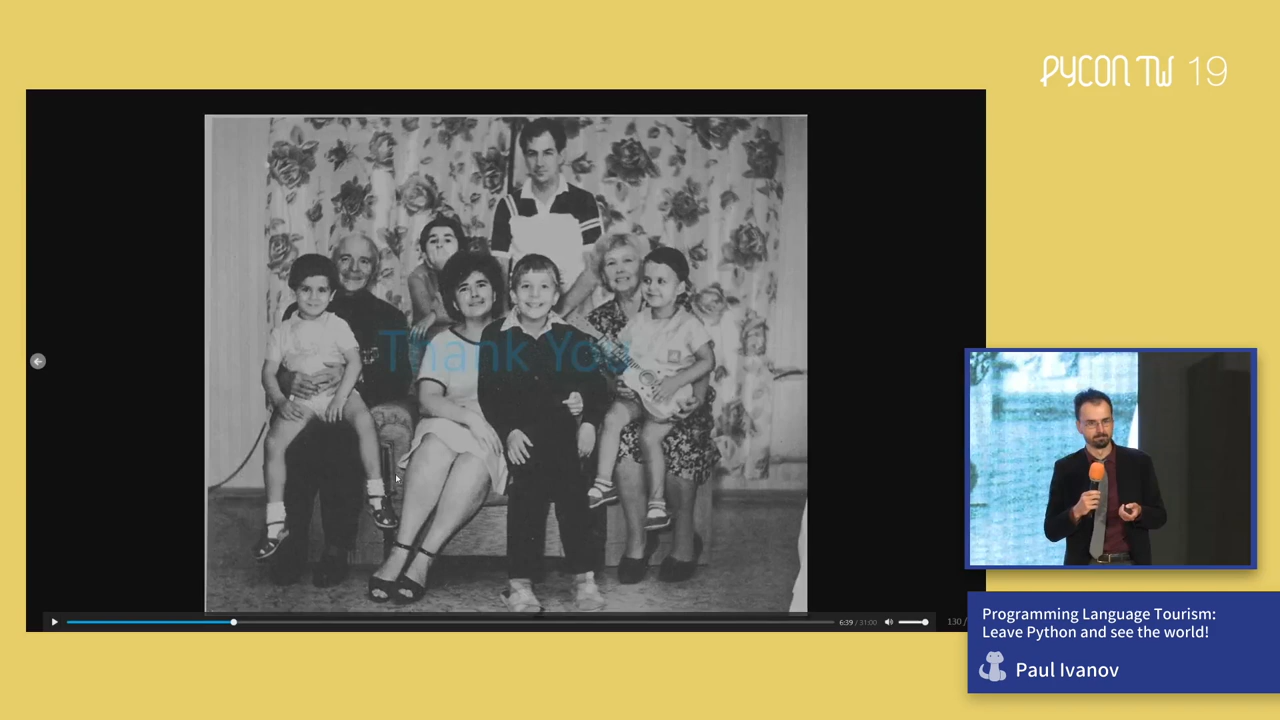 PYCON TW 19
Thank You
6:39 / 31:00
130 /
Programming Language Tourism:
Leave Python and see the world!
Paul Ivanov